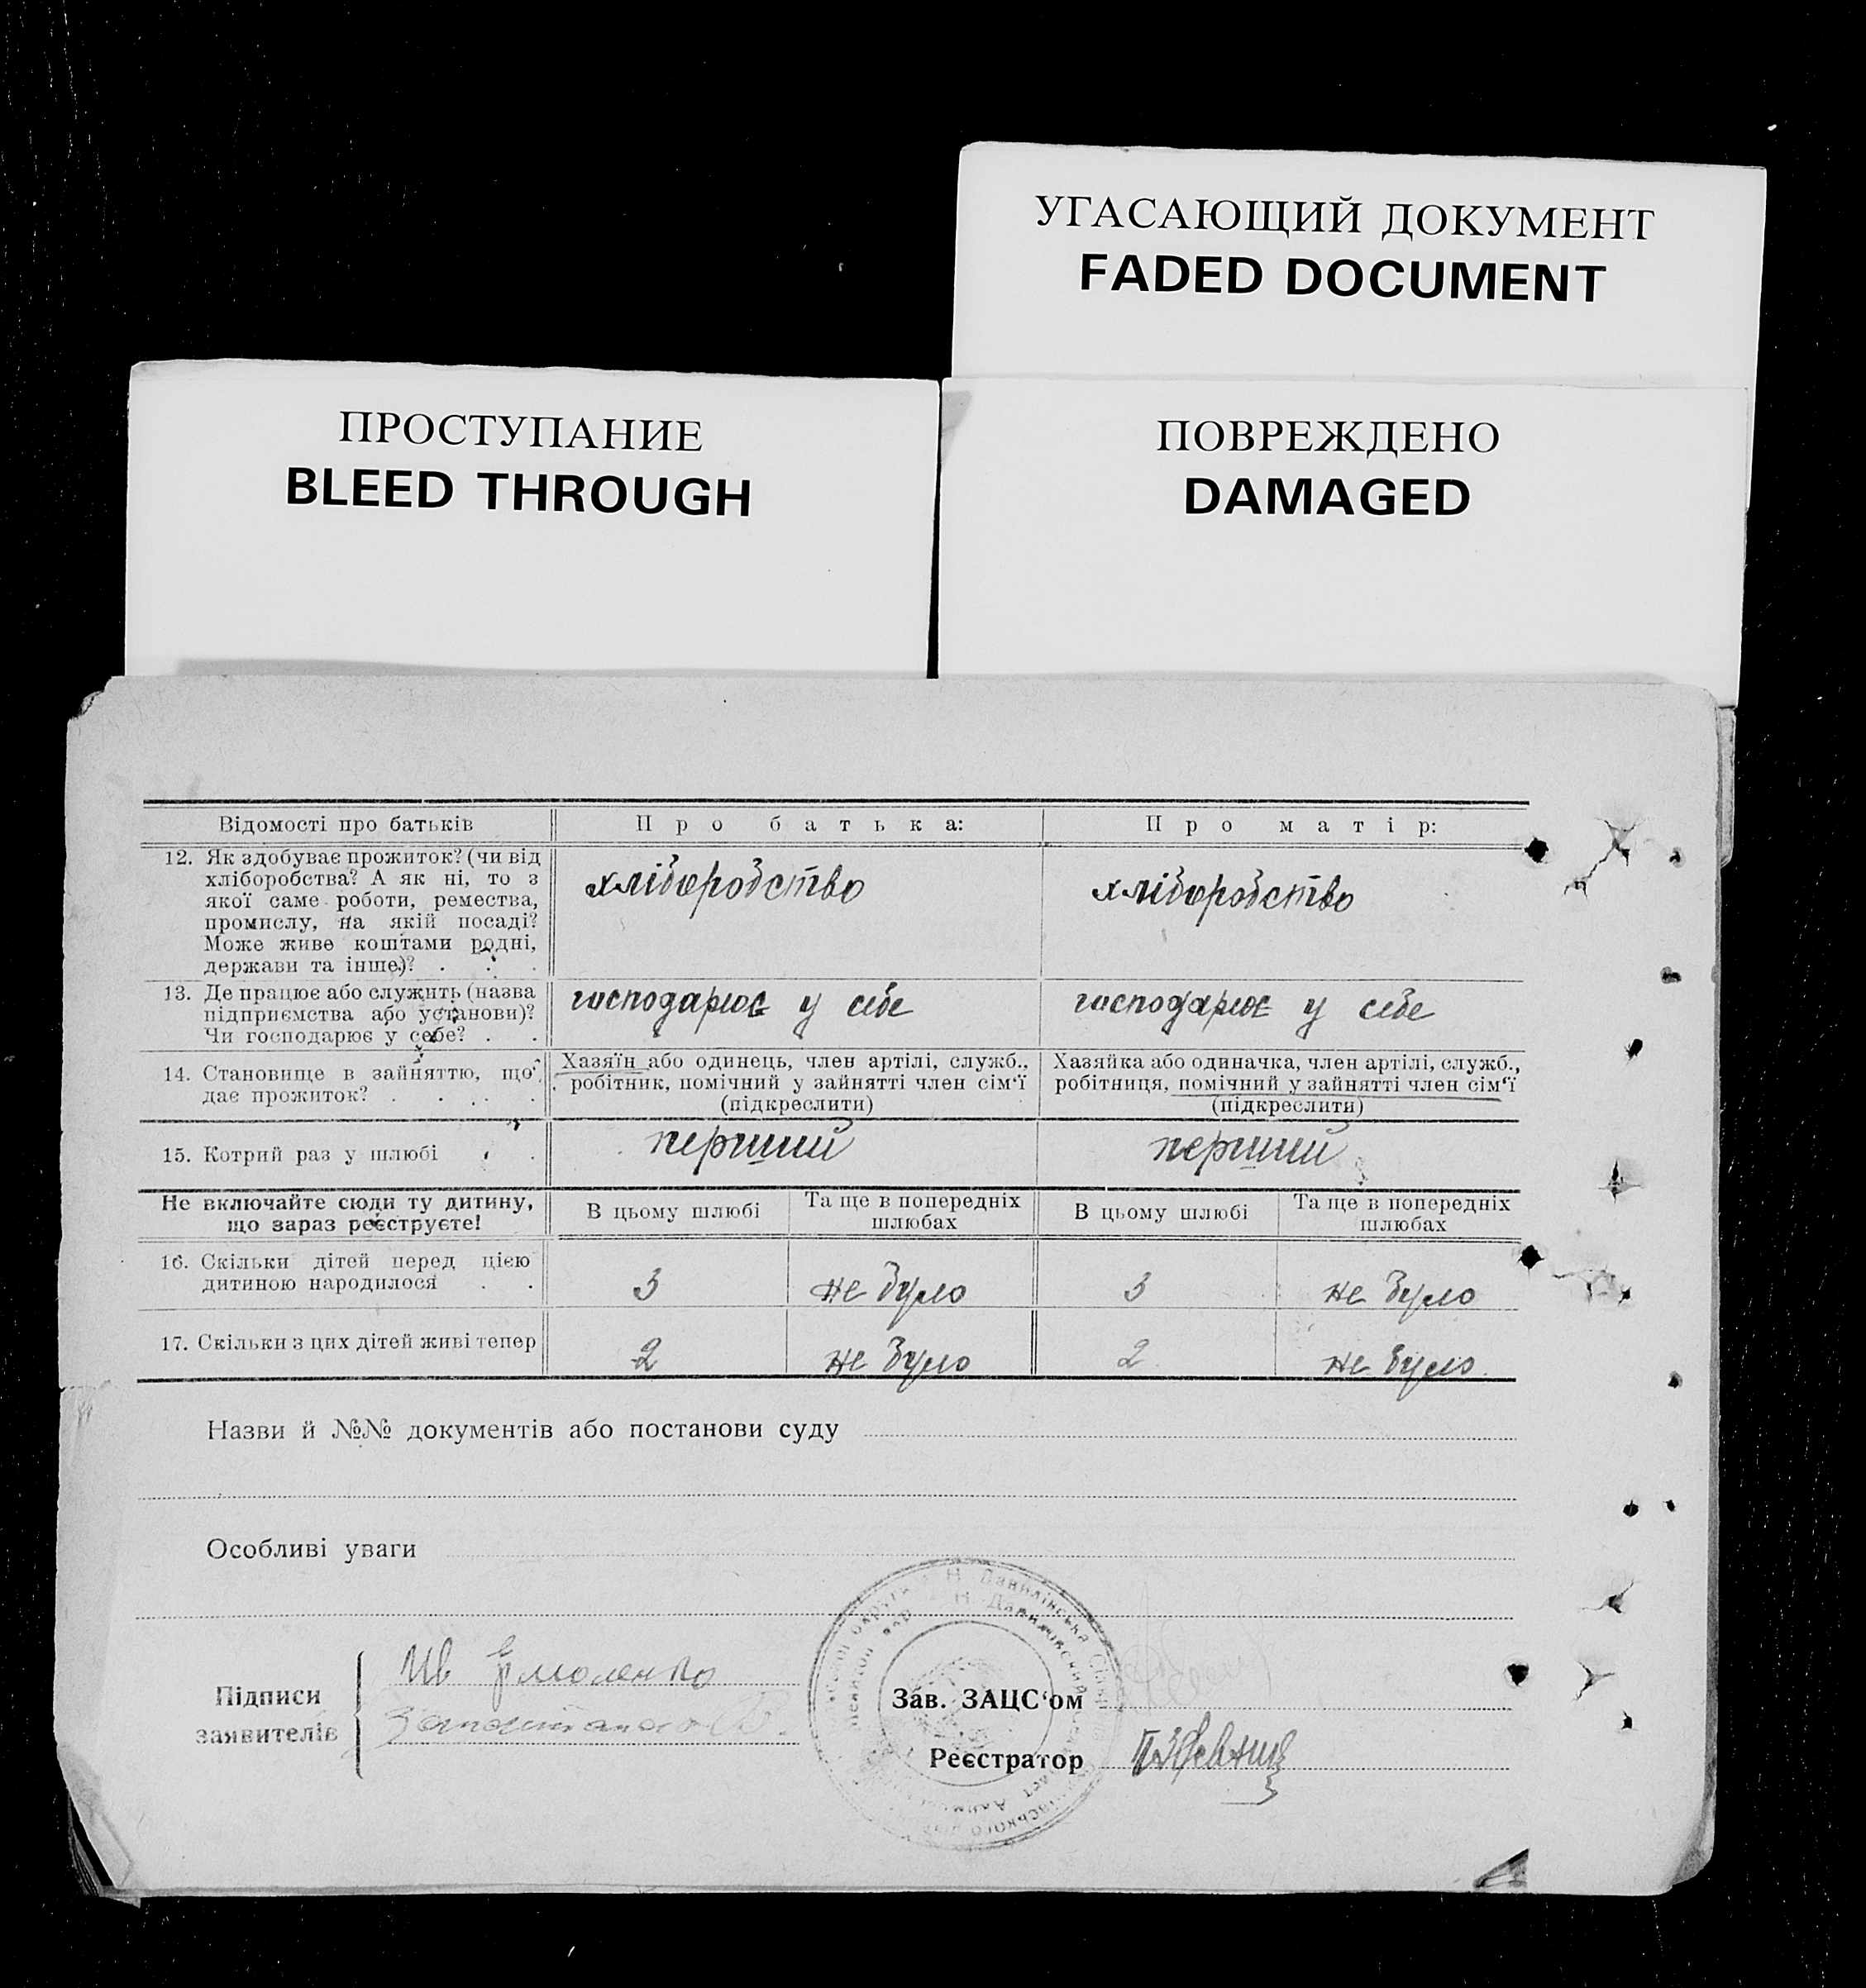 УГАСАЮЩИЙ ДОКУМЕНТ
FADED DOCUMENT
ПРОСТУПАНИЕ
BLEED THROUGH
ПОВРЕЖДЕНО
DAMAGED
Відомості про батьків
Про батька:
Про матір:
12. Як здобуває прожиток? (чи від
хліборобства? А як ні, то з
якої саме роботи, ремества,
промислу, на якій посаді?
Може живе коштами родні,
держави та інше)? . . .
хліборобство
хліборобство
13. Де працює або служить (назва
підприємства або установи)?
Чи господарює у себе? . .
господарює у себе
господарює у себе
14. Становище в зайняттю, що
дає прожиток? . . . .
Хазяїн або одинець, член артілі, служб.,
робітник, помічний у зайнятті член сім'ї
(підкреслити)
Хазяйка або одиначка, член артілі, служб.,
робітниця, помічний у зайнятті член сім'ї
(підкреслити)
15. Котрий раз у шлюбі . .
перший
перший
Не включайте сюди ту дитину,
що зараз реєструєте!
В цьому шлюбі
Та ще в попередніх
шлюбах
В цьому шлюбі
Та ще в попередніх
шлюбах
16. Скільки дітей перед цією
дитиною народилося . .
3
не було
3
не було
17. Скільки з цих дітей живі тепер
2
не було
2
не було
Назви й №№ документів або постанови суду
Особливі уваги
Підписи
заявителів
Ив Ермоленко
Зав. ЗАЦС'ом
Реєстратор